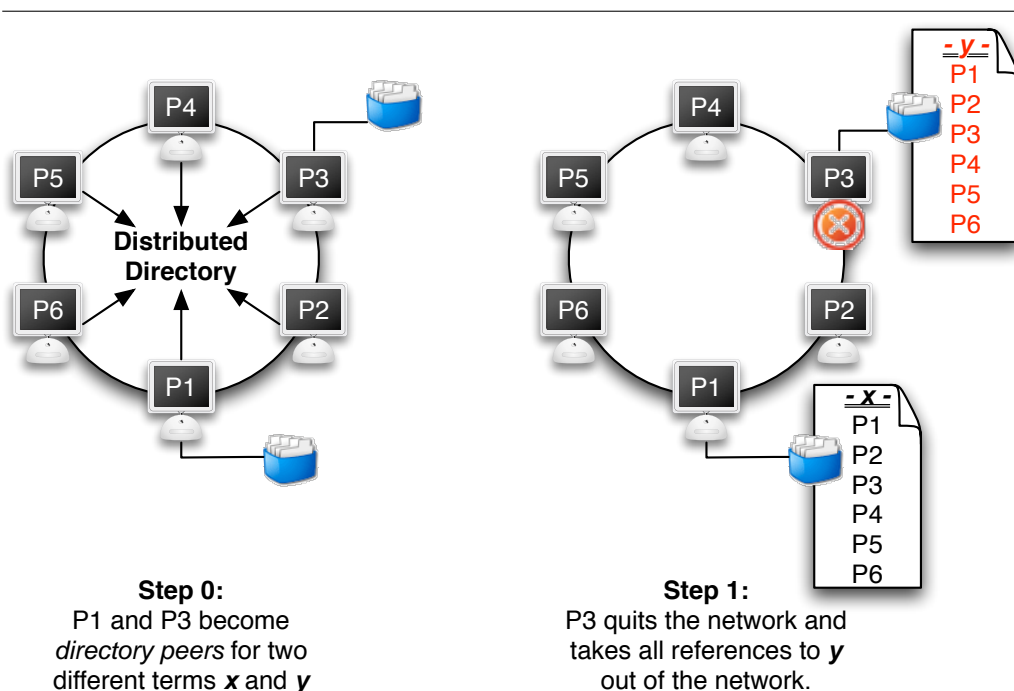 P4
P3
P5
Distributed
Directory
P6
P2
P1
Step 0:
P1 and P3 become
directory peers for two
different terms x and y
- y -
P1
P2
P3
P4
P5
P6
P4
P3
P5
P6
P2
P1
- x -
P1
P2
P3
P4
P5
P6
Step 1:
P3 quits the network and
takes all references to y
out of the network.